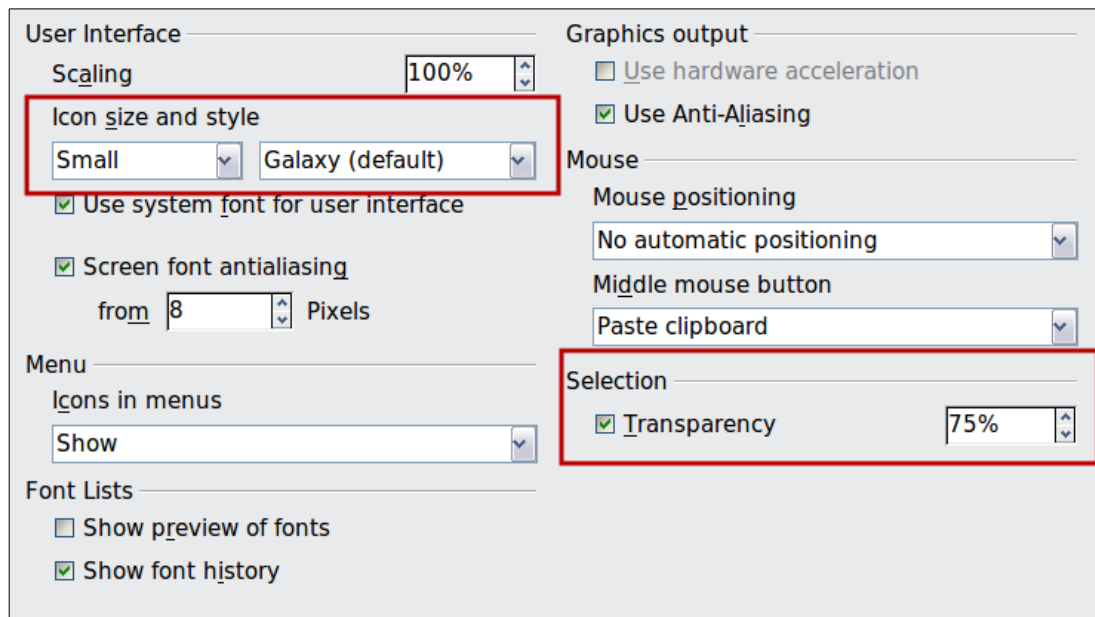 User Interface
Scaling 100%
Icon size and style
Small Galaxy (default)
Use system font for user interface
Screen font antialiasing
from 8 Pixels
Menu
Icons in menus
Show
Font Lists
Show preview of fonts
Show font history
Graphics output
Use hardware acceleration
Use Anti-Aliasing
Mouse
Mouse positioning
No automatic positioning
Middle mouse button
Paste clipboard
Selection
Transparency 75%